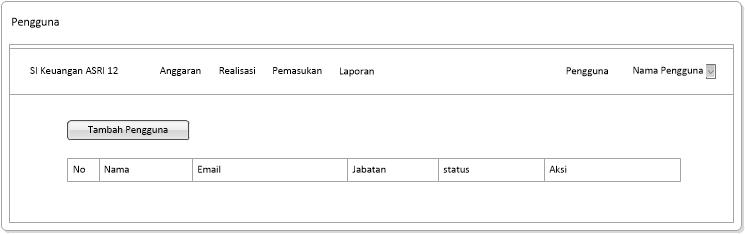 Pengguna
SI Keuangan ASRI 12 Anggaran Realisasi Pemasukan Laporan Pengguna Nama Pengguna
Tambah Pengguna
No Nama Email Jabatan status Aksi